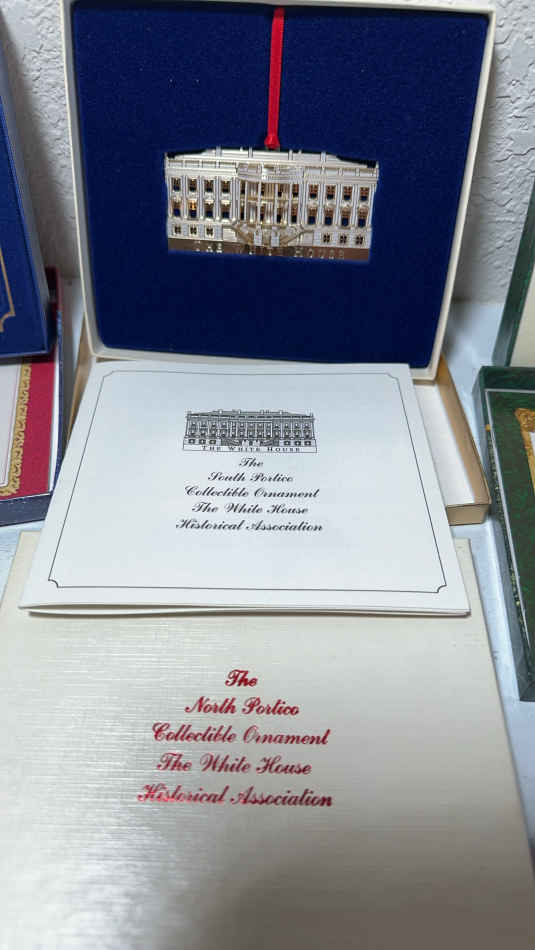 THE WHITE HOUSE
THE WHITE HOUSE
The
South Portico
Collectible Ornament
The White House
Historical Association
The
North Portico
Collectible Ornament
The White House
Historical Association